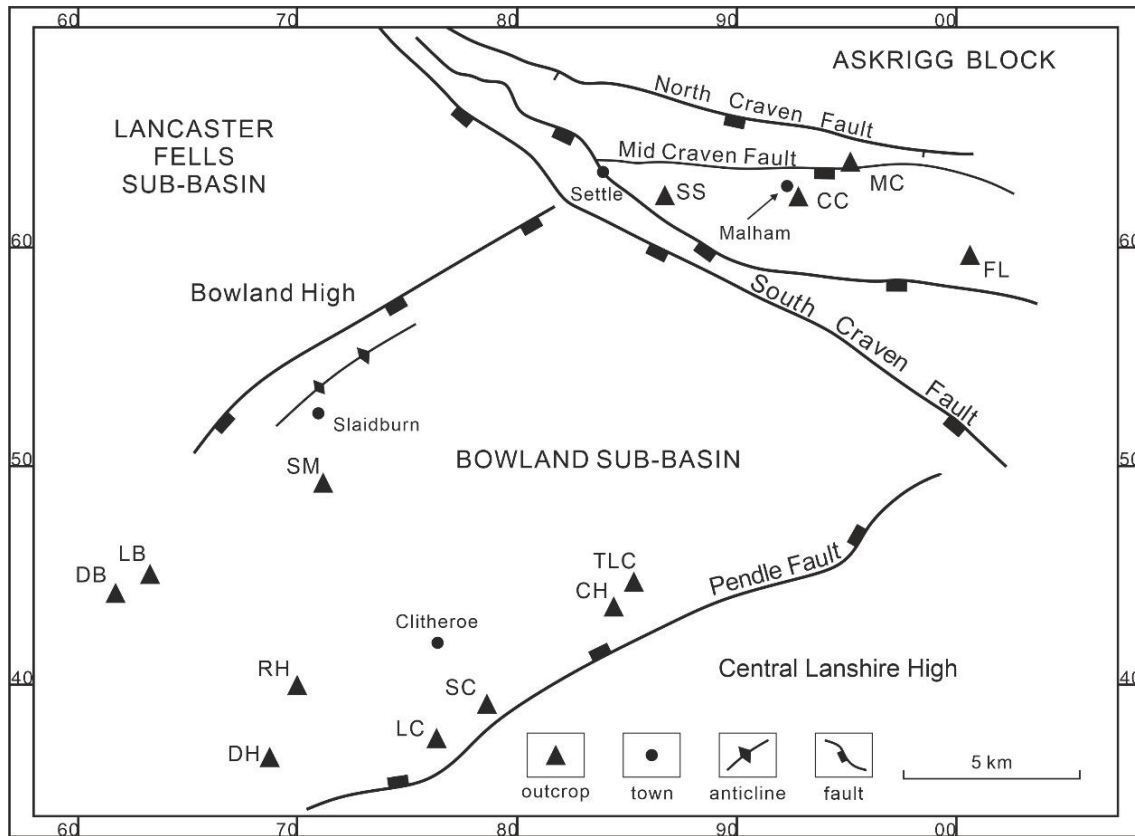 60 70 80 90 00
ASKRIGG BLOCK
North Craven Fault
LANCASTER
FELLS
SUB-BASIN
Mid Craven Fault
MC
Settle
SS
CC
Malham
60 60
FL
Bowland High
South Craven Fault
Slaidburn
BOWLAND SUB-BASIN
50 50
SM
LB
DB
TLC
CH
Pendle Fault
Clitheroe
RH
40 40
Central Lanshire High
SC
LC
DH
5 km
outcrop town anticline fault
60 70 80 90 00